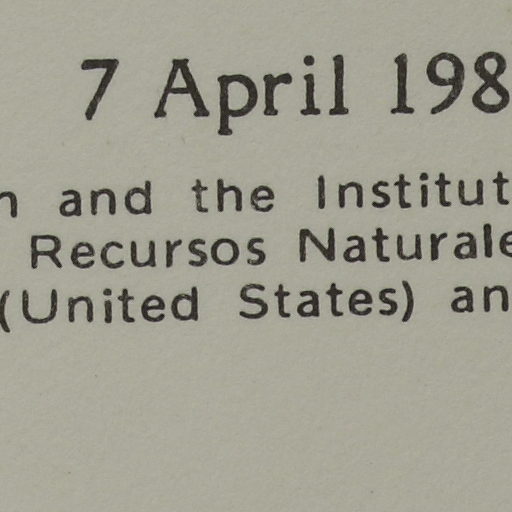 7 April 198
n and the Institut
Recursos Naturale
(United States) an